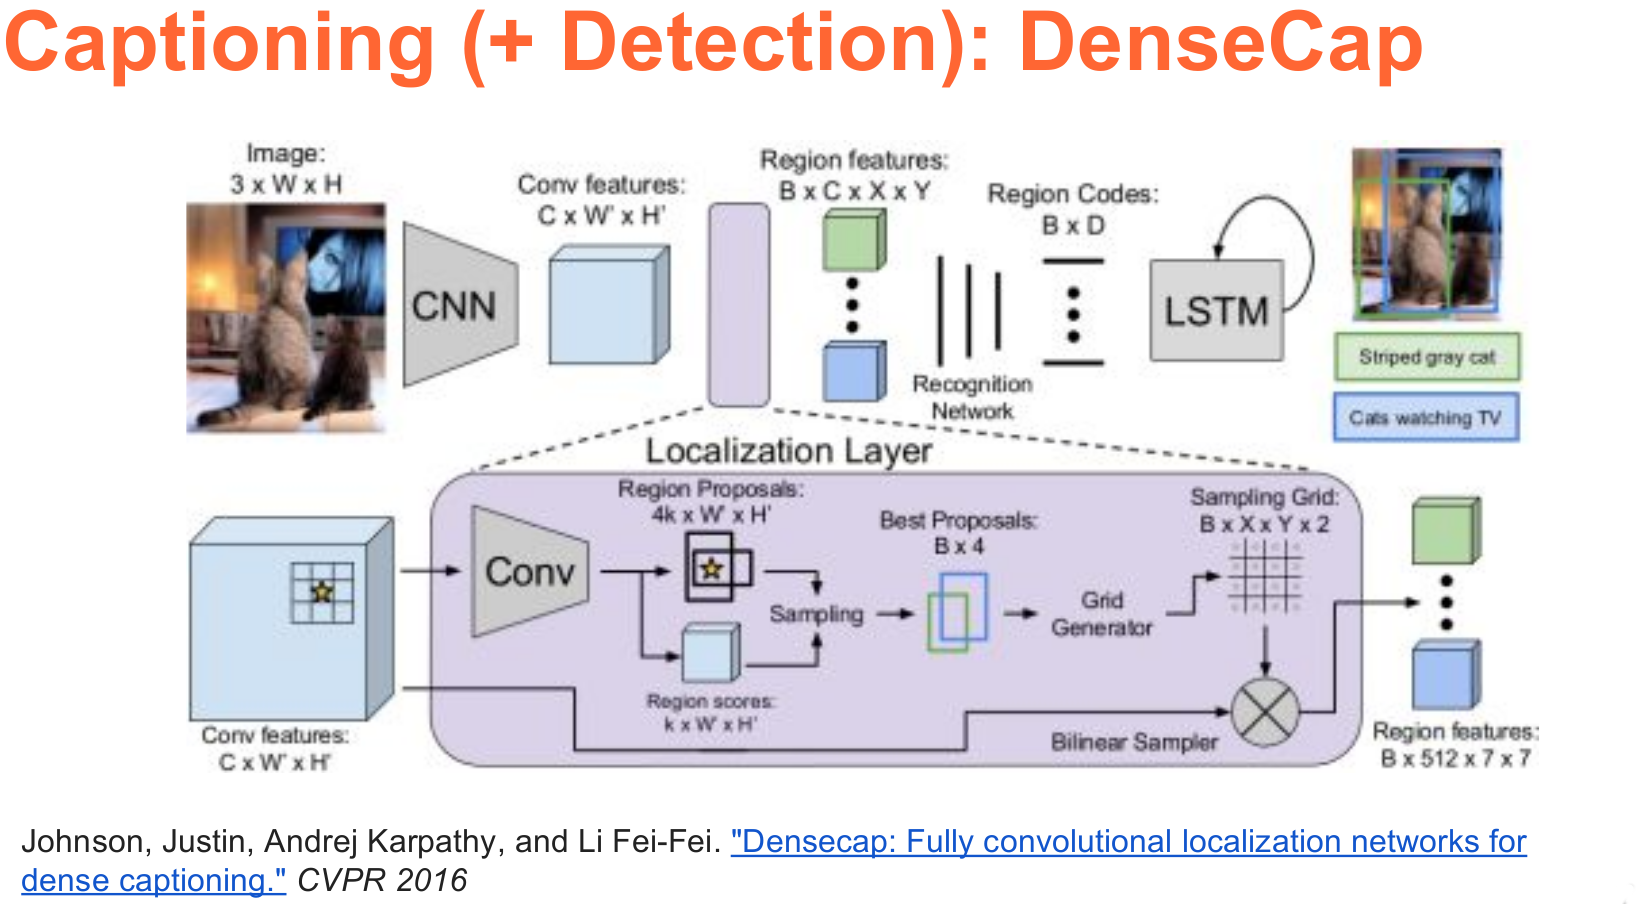 Captioning (+ Detection): DenseCap
Image:
3 x W x H
CNN
Conv features:
C x W' x H'
Region features:
B x C x X x Y
Recognition
Network
Region Codes:
B x D
LSTM
Striped gray cat
Cats watching TV
Localization Layer
Conv features:
C x W' x H'
Conv
Region Proposals:
4k x W' x H'
Region scores:
k x W' x H'
Sampling
Best Proposals:
B x 4
Grid
Generator
Sampling Grid:
B x X x Y x 2
Bilinear Sampler
Region features:
B x 512 x 7 x 7
Johnson, Justin, Andrej Karpathy, and Li Fei-Fei. "Densecap: Fully convolutional localization networks for
dense captioning." CVPR 2016